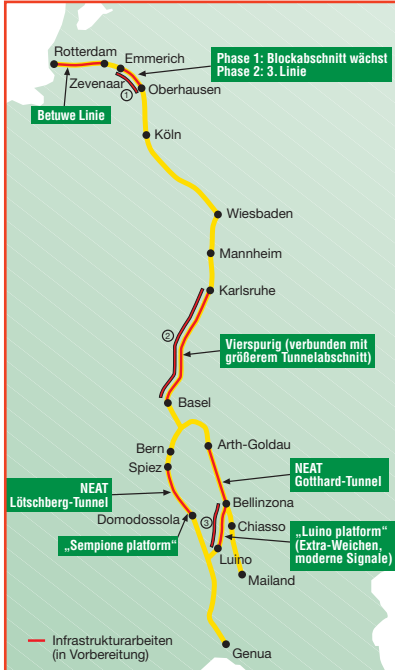 Rotterdam
Emmerich
Phase 1: Blockabschnitt wächst
Phase 2: 3. Linie
Zevenaar
1
Oberhausen
Betuwe Linie
Köln
Wiesbaden
Mannheim
Karlsruhe
2
Vierspurig (verbunden mit
größerem Tunnelabschnitt)
Basel
Bern
Arth-Goldau
Spiez
NEAT
Gotthard-Tunnel
NEAT
Lötschberg-Tunnel
Bellinzona
Domodossola
3
Chiasso
„Sempione platform“
„Luino platform“
(Extra-Weichen,
moderne Signale)
Luino
Mailand
Infrastrukturarbeiten
(in Vorbereitung)
Genua